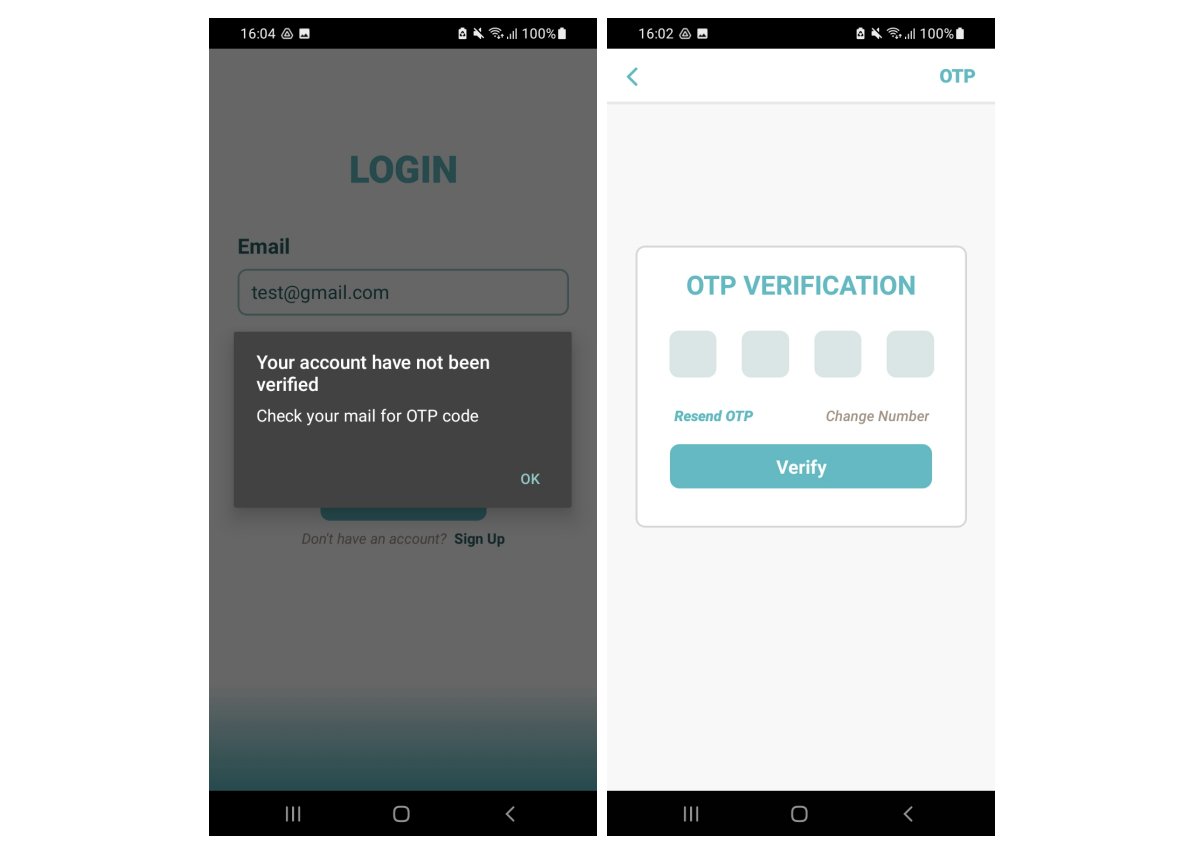 16:04 100%
LOGIN
Email
test@gmail.com
Your account have not been
verified
Check your mail for OTP code
OK
Don't have an account? Sign Up
16:02 100%
OTP
OTP VERIFICATION
Resend OTP Change Number
Verify